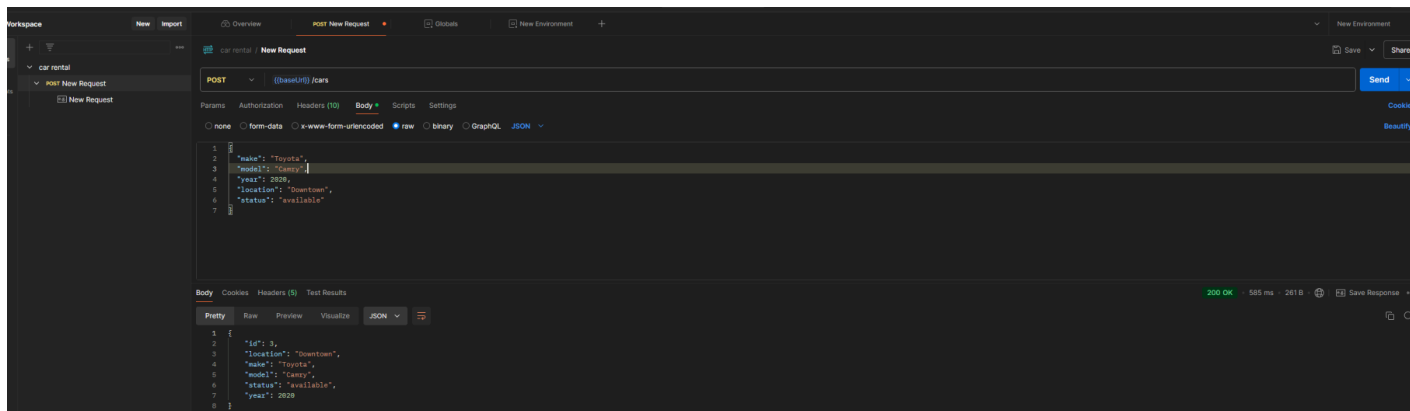 Workspace New Import Overview POST New Request Globals New Environment + New Environment
+ car rental / New Request Save Share
car rental
POST New Request POST {{baseUrl}} /cars Send
New Request
Params Authorization Headers (10) Body Scripts Settings Cookie
none form-data x-www-form-urlencoded raw binary GraphQL JSON Beautify
1 {
2 "make": "Toyota",
3 "model": "Camry",
4 "year": 2020,
5 "location": "Downtown",
6 "status": "available"
7 }
Body Cookies Headers (5) Test Results 200 OK 585 ms 261 B Save Response
Pretty Raw Preview Visualize JSON
1 {
2 "id": 3,
3 "location": "Downtown",
4 "make": "Toyota",
5 "model": "Camry",
6 "status": "available",
7 "year": 2020
8 }